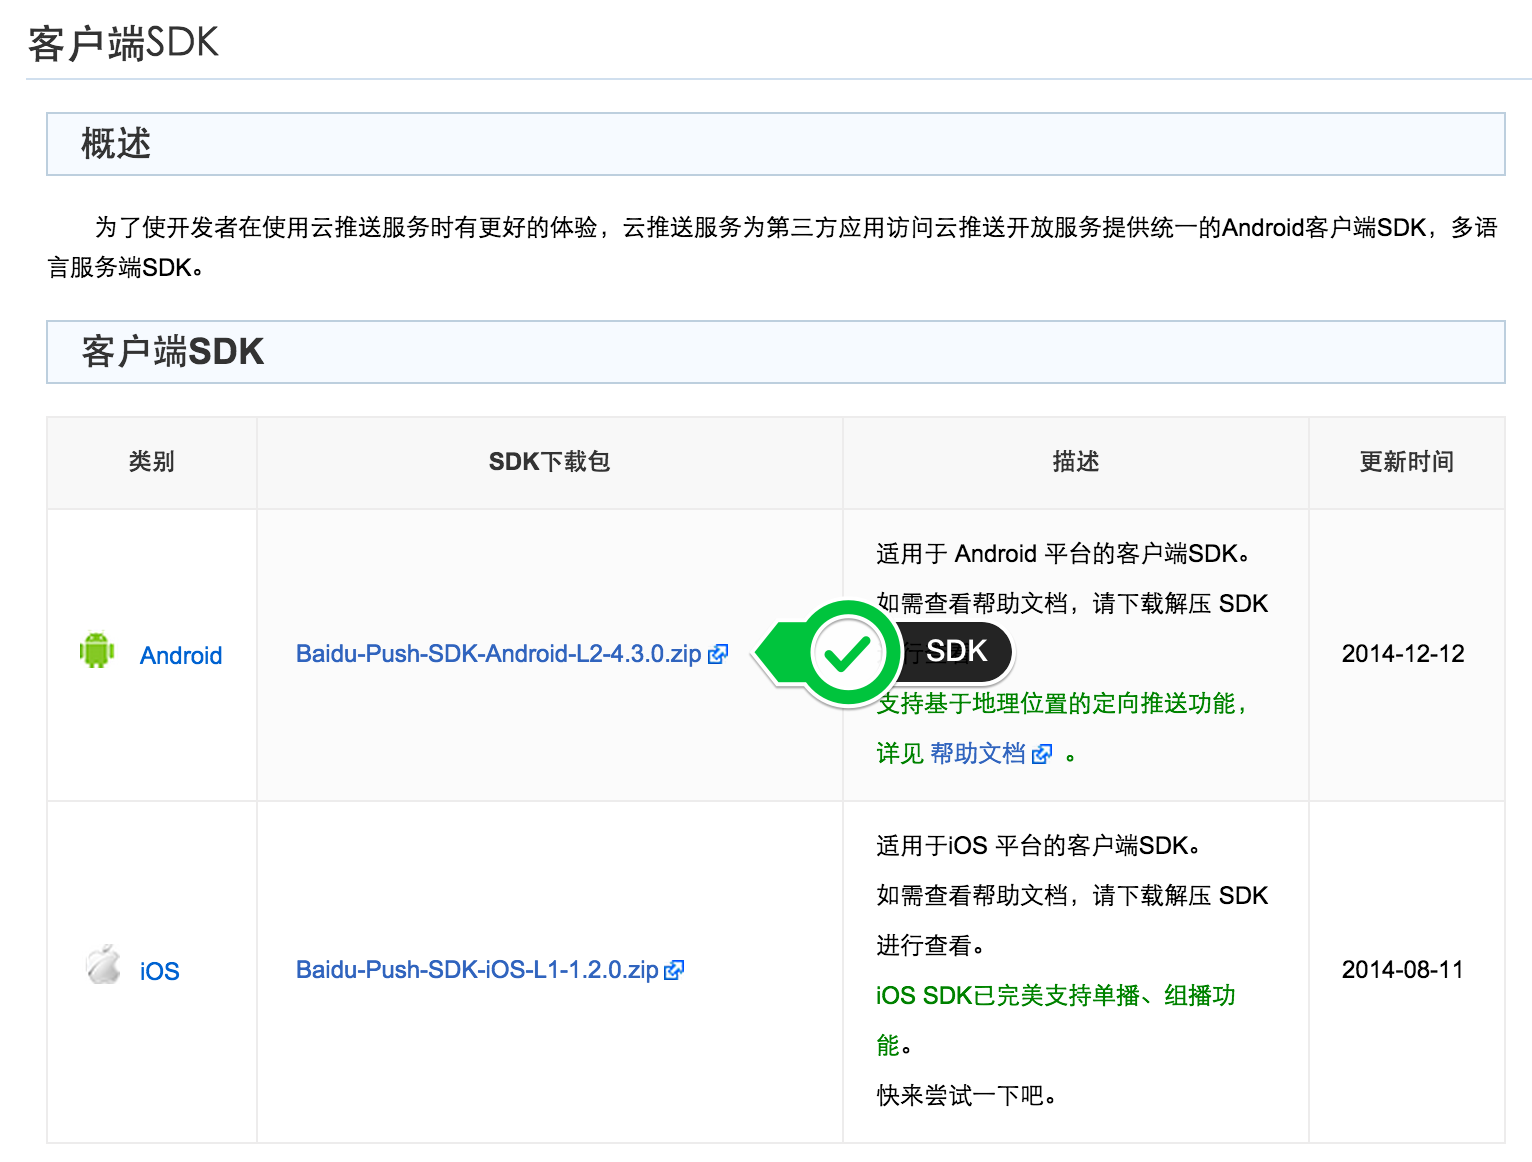 客户端SDK
概述
为了使开发者在使用云推送服务时有更好的体验，云推送服务为第三方应用访问云推送开放服务提供统一的Android客户端SDK，多语
言服务端SDK。
客户端SDK
类别 SDK下载包 描述 更新时间
Android
Baidu-Push-SDK-Android-L2-4.3.0.zip
SDK
适用于 Android 平台的客户端SDK。
如需查看帮助文档，请下载解压 SDK
行查看
支持基于地理位置的定向推送功能，
详见 帮助文档 。
2014-12-12
iOS
Baidu-Push-SDK-iOS-L1-1.2.0.zip
适用于iOS 平台的客户端SDK。
如需查看帮助文档，请下载解压 SDK
进行查看。
iOS SDK已完美支持单播、组播功
能。
快来尝试一下吧。
2014-08-11